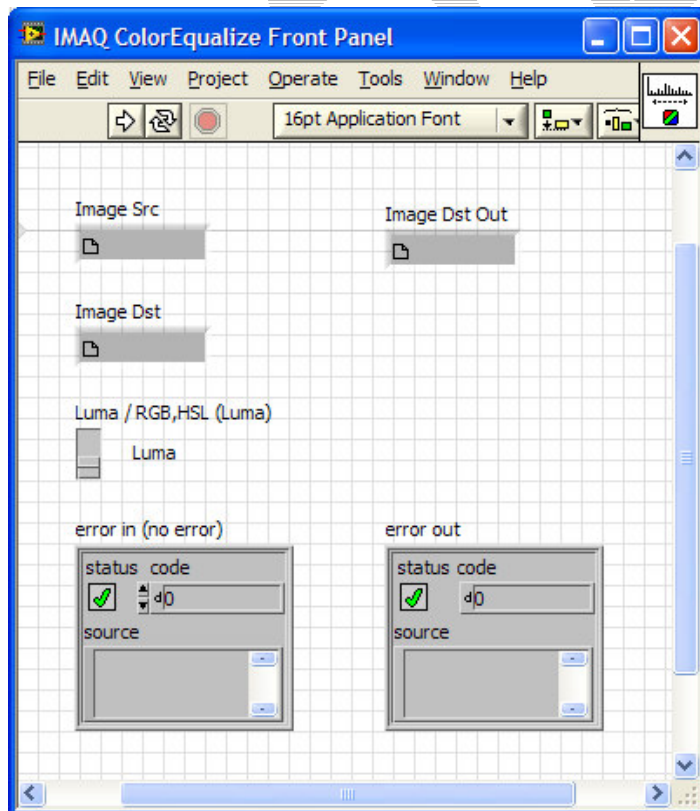 IMAQ ColorEqualize Front Panel
File Edit View Project Operate Tools Window Help
16pt Application Font
Image Src
Image Dst Out
Image Dst
Luma / RGB,HSL (Luma)
Luma
error in (no error)
error out
status code
status code
d0
d0
source
source